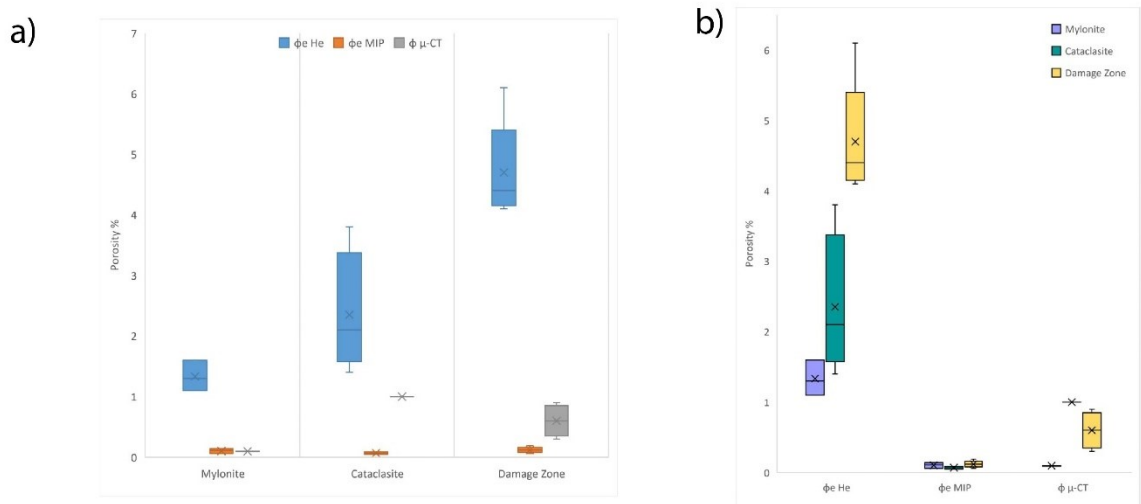 a)
7
6
5
4
3
2
1
0
Porosity %
ϕe He ϕe MIP ϕ μ-CT
Mylonite Cataclasite Damage Zone
b)
6
5
4
3
2
1
0
Porosity %
Mylonite
Cataclasite
Damage Zone
ϕe He ϕe MIP ϕ μ-CT